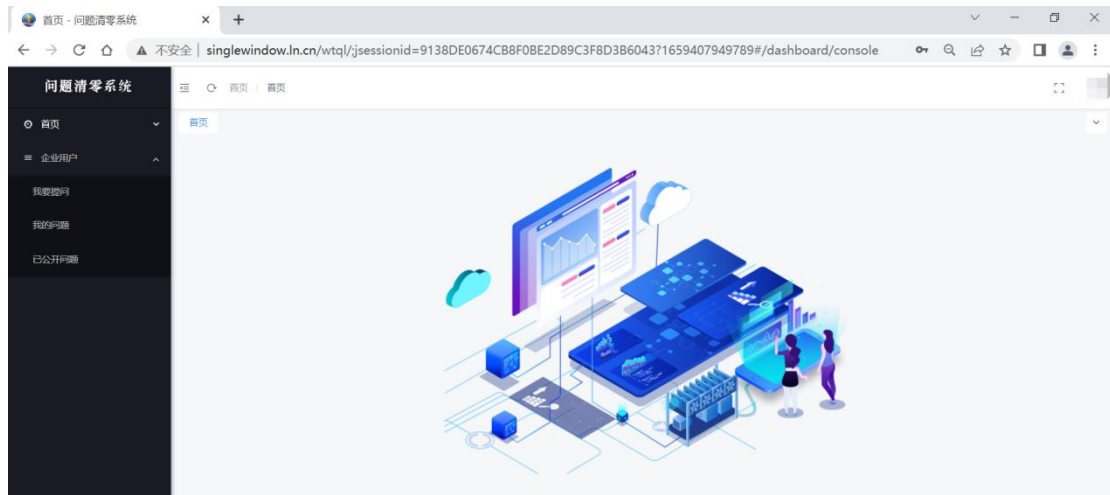 首页 - 问题清零系统
不安全 | singlewindow.ln.cn/wtql/;jsessionid=9138DE0674CB8F0BE2D89C3F8D3B6043?1659407949789#/dashboard/console
问题清零系统
首页 / 首页
首页
首页
企业用户
我要提问
我的问题
已公开问题